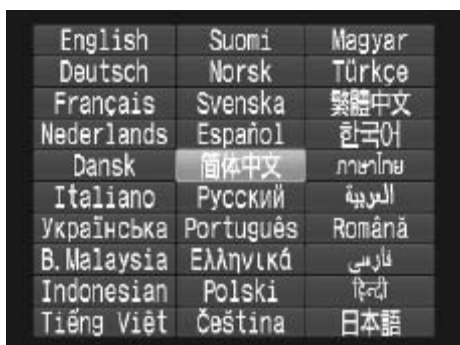 English Suomi Magyar
Deutsch Norsk Türkçe
Français Svenska 繁體中文
Nederlands Español 한국어
Dansk 简体中文 ภาษาไทย
Italiano Русский العربية
Українська Português Română
B.Malaysia Ελληνικά فارسی
Indonesian Polski हिन्दी
Tiếng Việt Čeština 日本語